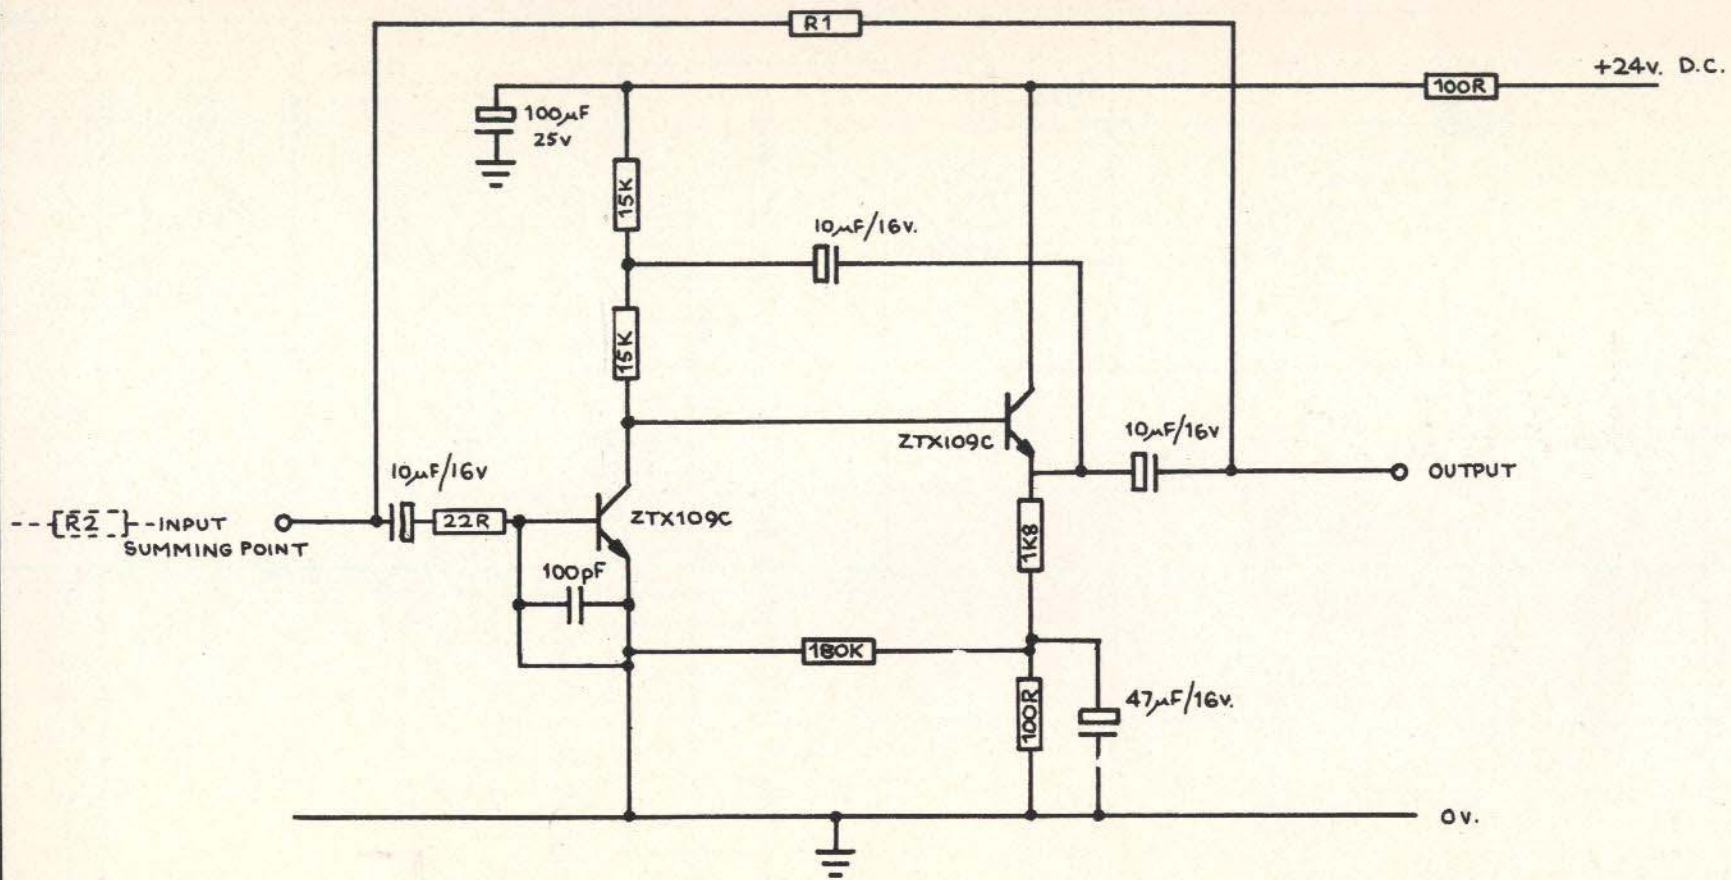 R1
+24v. D.C.
100R
100µF
25v
15K
10µF/16v.
15K
ZTX109C
10µF/16v
OUTPUT
10µF/16v
R2
INPUT
SUMMING POINT
22R
ZTX109C
1K8
100pF
180K
100R
47µF/16v.
0v.